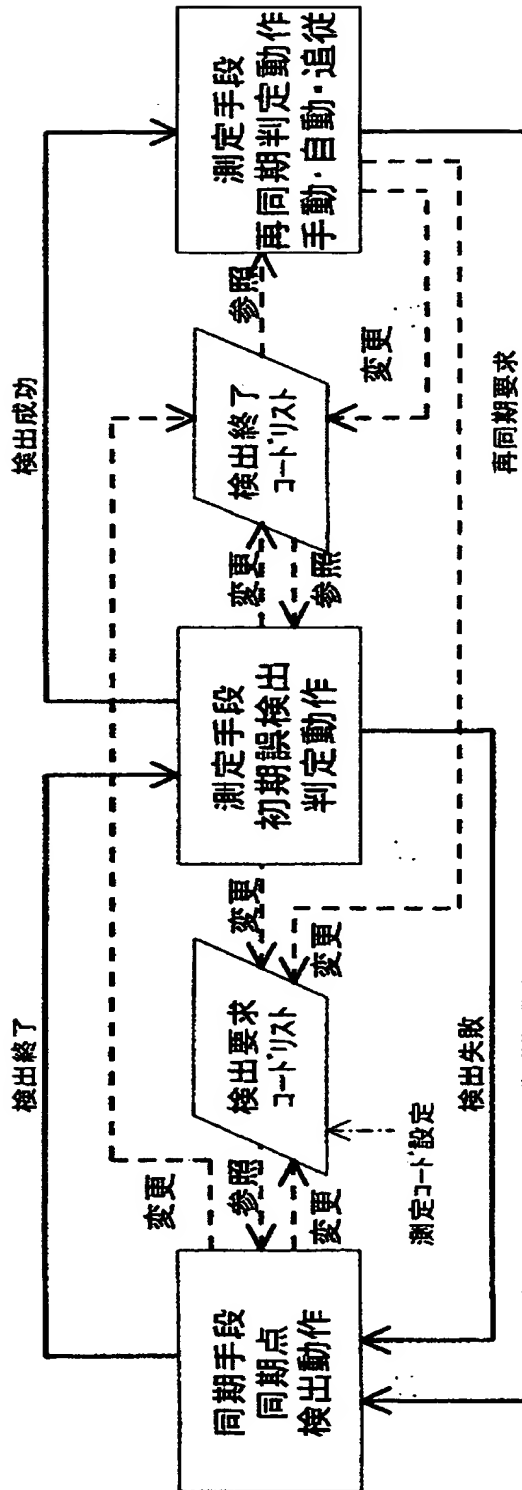 検出終了
検出成功
変更
同期手段
同期点
検出動作
参照
変更
検出要求
コードリスト
測定コード設定
変更
変更
測定手段
初期誤検出
判定動作
変更
参照
検出終了
コードリスト
参照
変更
測定手段
再同期判定動作
手動・自動・追従
検出失敗
再同期要求